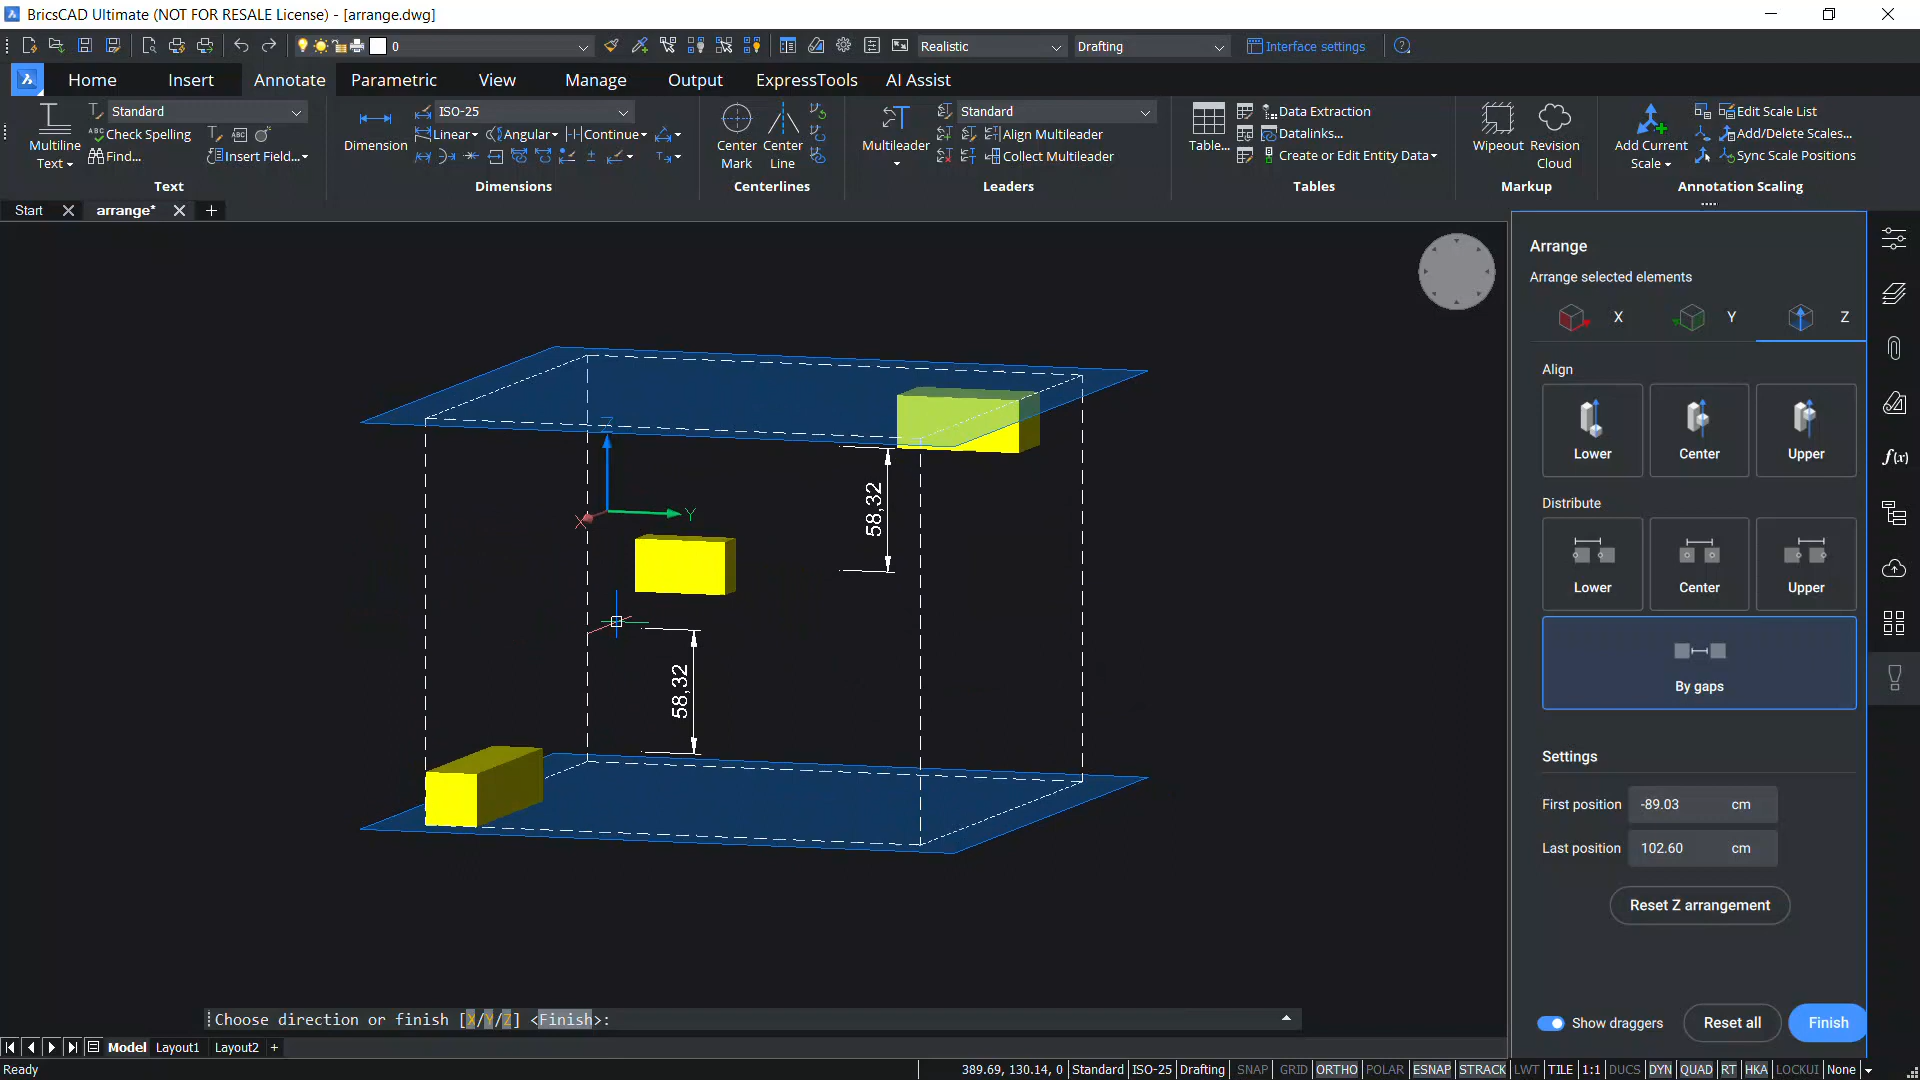 BricsCAD Ultimate (NOT FOR RESALE License) - [arrange.dwg]
0
Realistic
Drafting
Interface settings
Home
Insert
Annotate
Parametric
View
Manage
Output
ExpressTools
AI Assist
Multiline Text
Standard
Check Spelling
ABC
Find...
Insert Field...
Text
Dimension
ISO-25
Linear
Angular
Continue
Dimensions
Center Mark
Center Line
Centerlines
Multileader
Standard
Align Multileader
Collect Multileader
Leaders
Table...
Data Extraction
Datalinks...
Create or Edit Entity Data
Tables
Wipeout
Revision Cloud
Markup
Add Current Scale
Edit Scale List
Add/Delete Scales...
Sync Scale Positions
Annotation Scaling
Start
arrange*
Z
X
Y
58,32
58,32
Arrange
Arrange selected elements
X
Y
Z
Align
Lower
Center
Upper
Distribute
Lower
Center
Upper
By gaps
Settings
First position -89.03 cm
Last position 102.60 cm
Reset Z arrangement
Show draggers
Reset all
Finish
f(x)
Choose direction or finish [X/Y/Z] <Finish>:
Model
Layout1
Layout2
Ready
389.69, 130.14, 0 Standard ISO-25 Drafting SNAP GRID ORTHO POLAR ESNAP STRACK LWT TILE 1:1 DUCS DYN QUAD RT HKA LOCKUI None